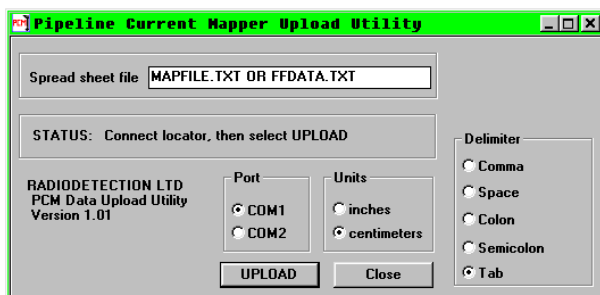 PCM Pipeline Current Mapper Upload Utility
Spread sheet file MAPFILE.TXT OR FFDATA.TXT
STATUS: Connect locator, then select UPLOAD
RADIODETECTION LTD
PCM Data Upload Utility
Version 1.01
Port
COM1
COM2
Units
inches
centimeters
Delimiter
Comma
Space
Colon
Semicolon
Tab
UPLOAD Close